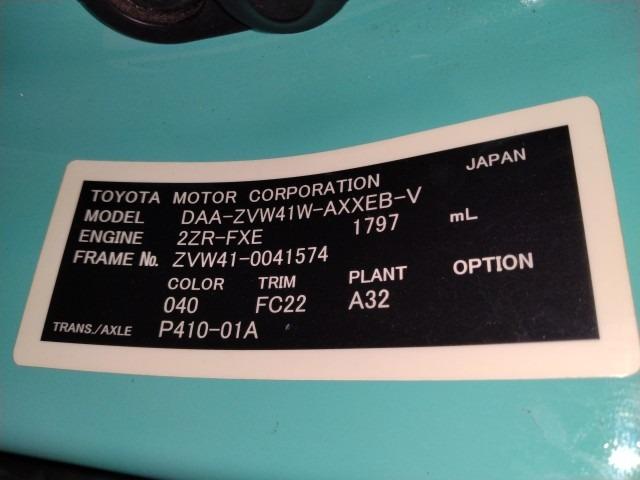 JAPAN
TOYOTA MOTOR CORPORATION
MODEL DAA-ZVW41W-AXXEB-V
ENGINE 2ZR-FXE 1797 mL
FRAME No. ZVW41-0041574
COLOR TRIM PLANT OPTION
040 FC22 A32
TRANS./AXLE P410-01A